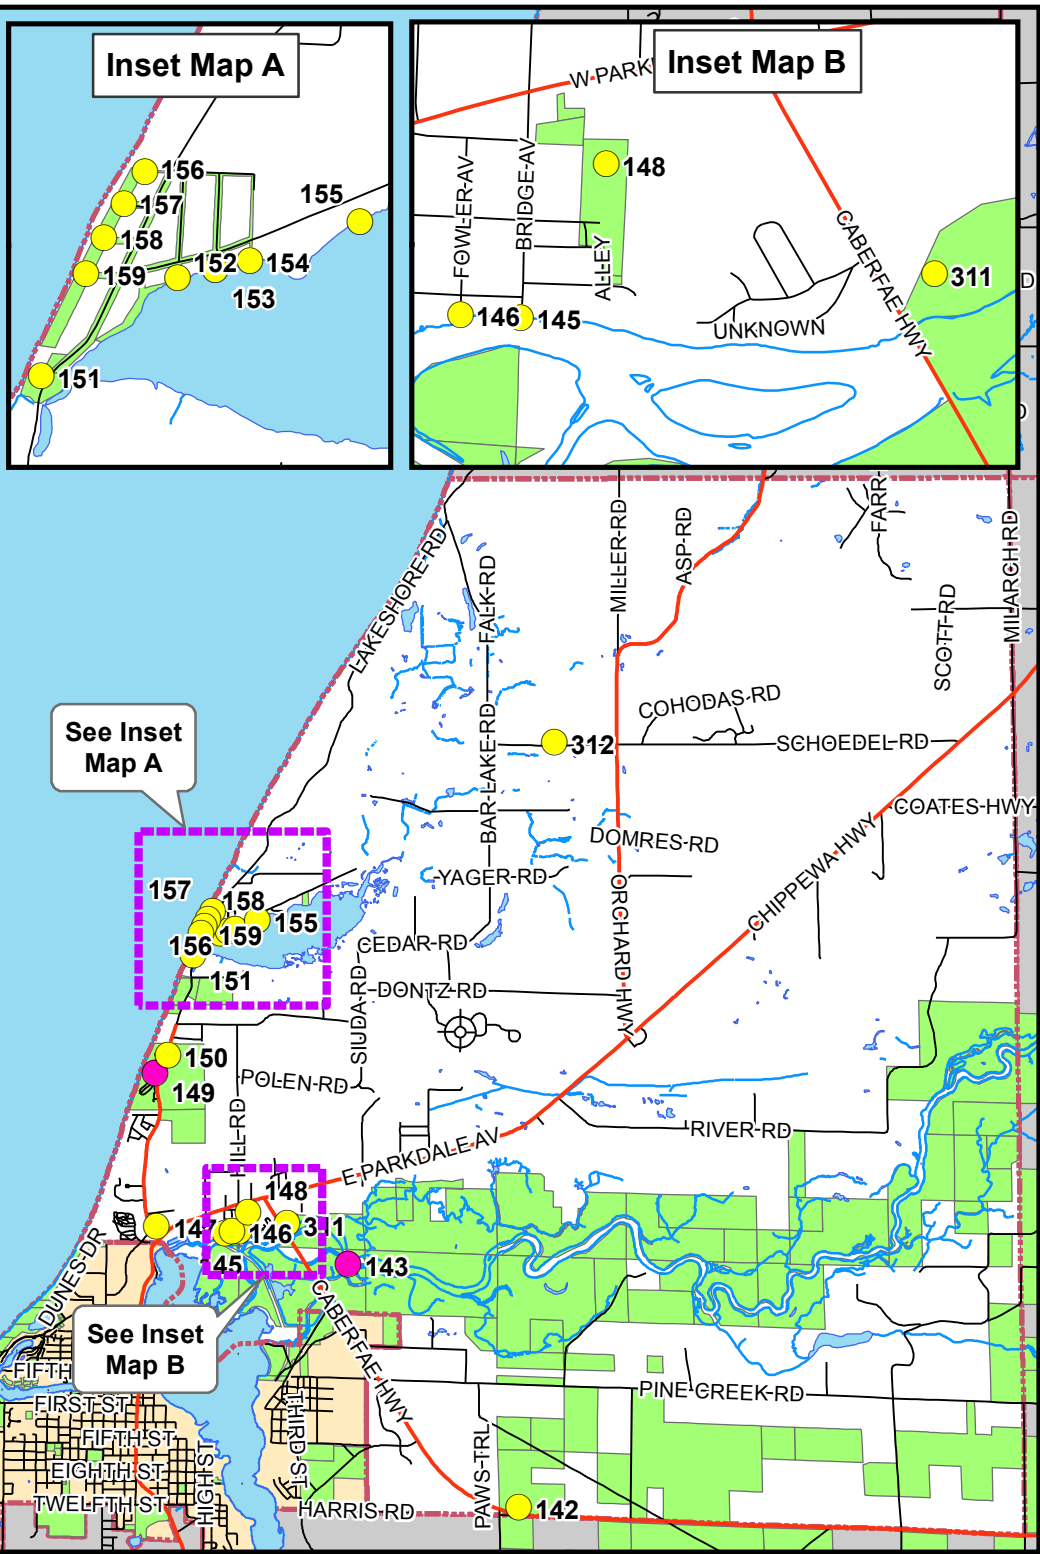 Inset Map A
156
157
158
159
155
152
154
153
151
Inset Map B
W PARK
148
FOWLER-AV
BRIDGE-AV
ALLEY
CABERFAE-HWY
311
146
145
UNKNOWN
D
LAKESHORE-RD
FALK-RD
MILLER-RD
ASP-RD
FARR-
MILARCH-RD
SCOTT-RD
COHODAS-RD
312
SCHOEDEL-RD
BAR-LAKE-RD
See Inset
Map A
COATES-HWY
DOMRES-RD
CHIPPEWA-HWY
YAGER-RD
ORCHARD-HWY
157
158
155
159
156
151
CEDAR-RD
DONTZ-RD
SIUDA-RD
150
149
POLEN-RD
HILL-RD
RIVER-RD
E PARKDALE AV
148
147
146
311
145
143
DUNES-DR
CABERFAE-HWY
See Inset
Map B
FIFTH
FIRST-ST
FIFTH-ST
EIGHTH-ST
TWELFTH-ST
HIGH-ST
THIRD-ST
PINE-CREEK-RD
HARRIS-RD
PAWS-TRL
142